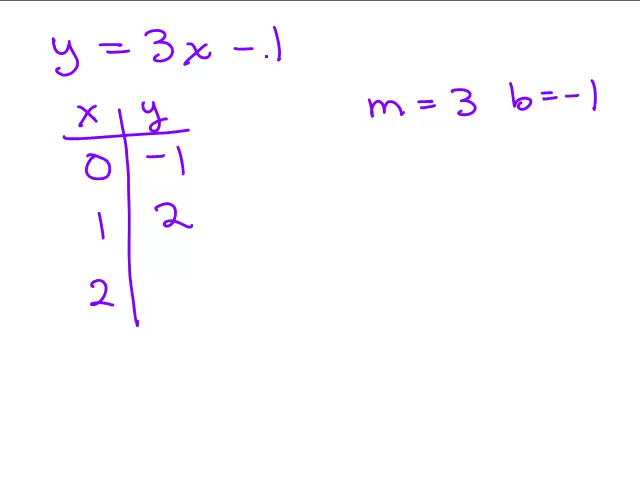 y = 3x - .1
m = 3 b = -1
x y
0 -1
1 2
2